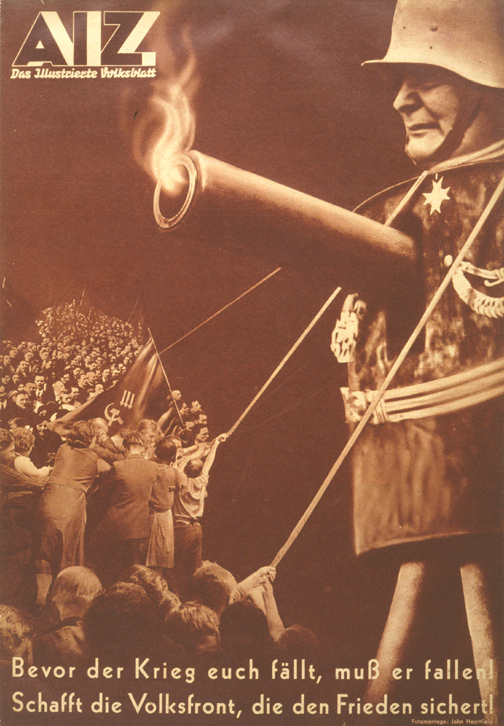 AIZ
Das Illustrierte Volksblatt
Bevor der Krieg euch fällt, muß er fallen!
Schafft die Volksfront, die den Frieden sichert!
Fotomontage: John Heartfield